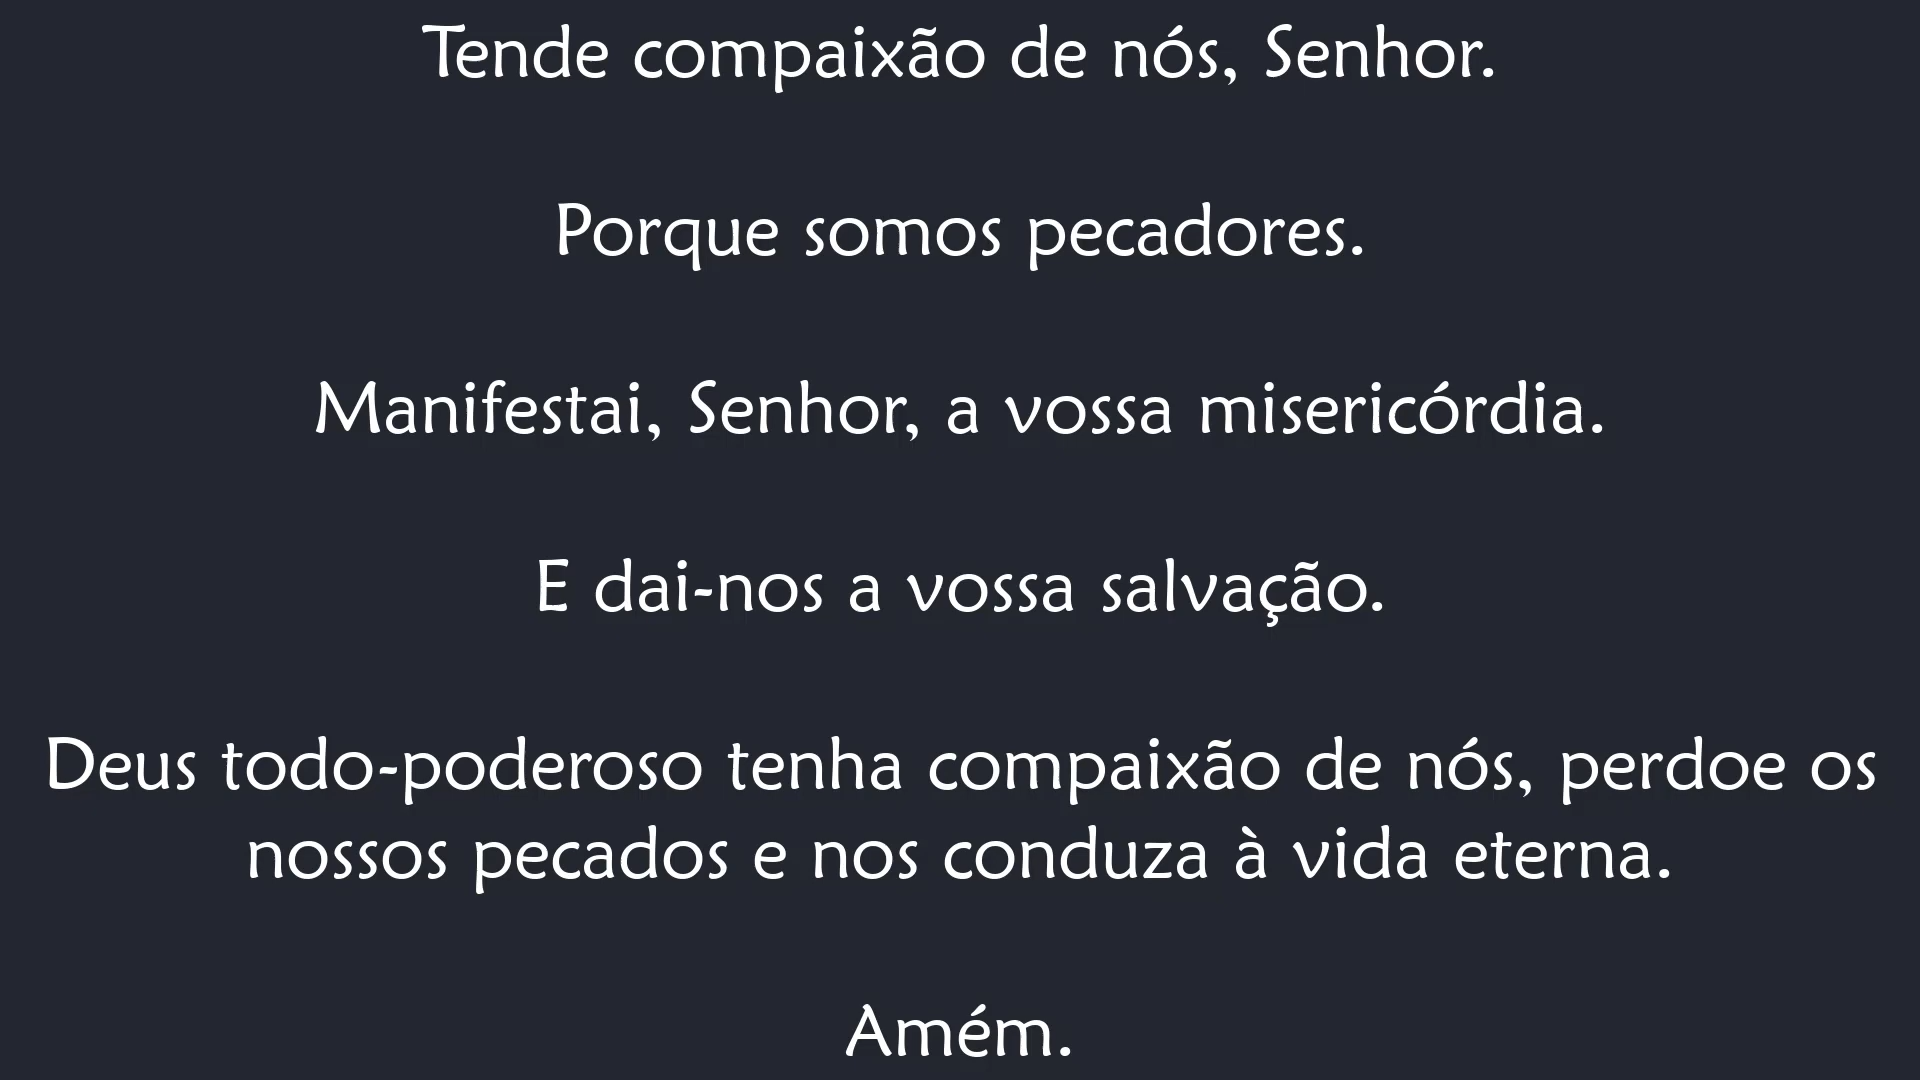 Tende compaixão de nós, Senhor.
Porque somos pecadores.
Manifestai, Senhor, a vossa misericórdia.
E dai-nos a vossa salvação.
Deus todo-poderoso tenha compaixão de nós, perdoe os
nossos pecados e nos conduza à vida eterna.
Amém.